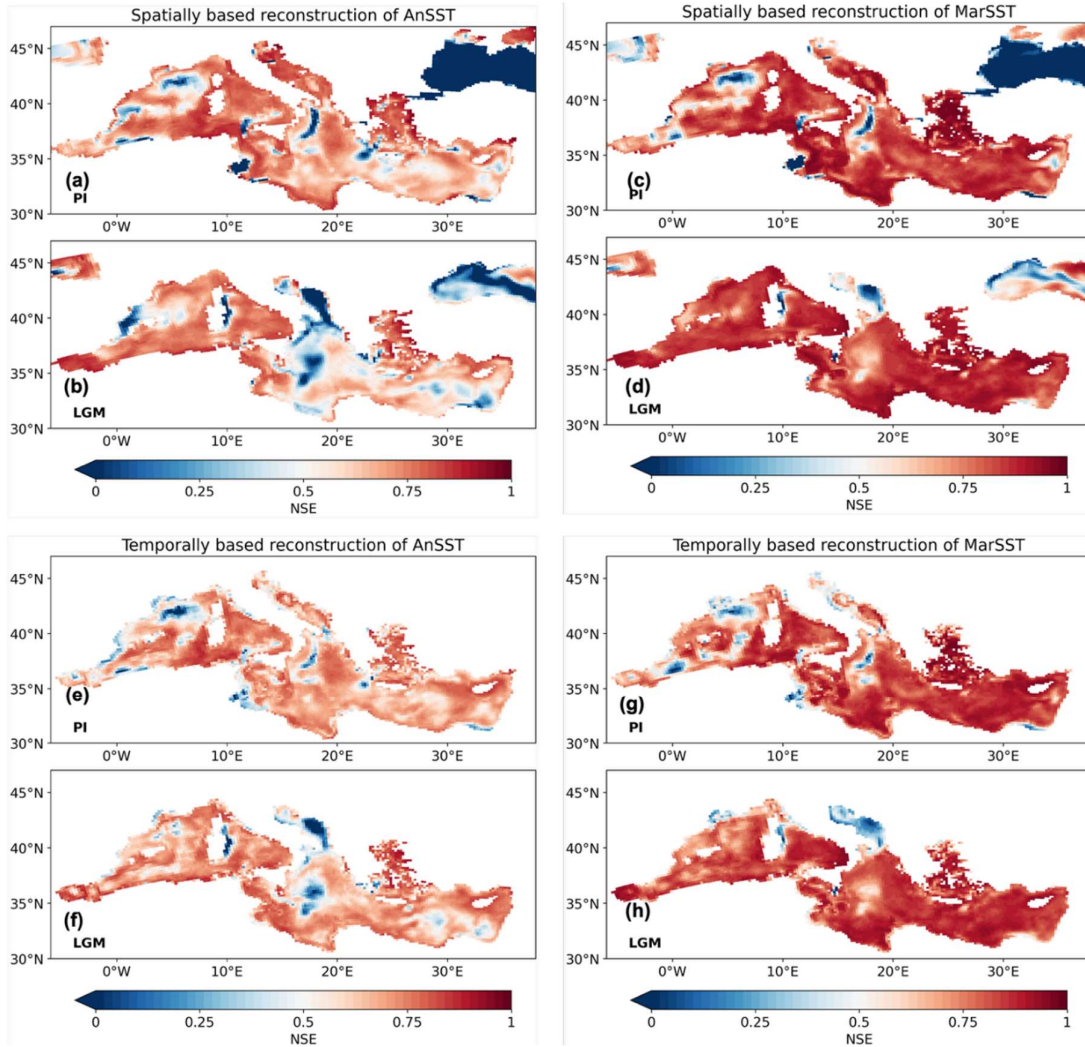 Spatially based reconstruction of AnSST
45°N
40°N
35°N
30°N
(a)
PI
0°W 10°E 20°E 30°E
45°N
40°N
35°N
30°N
(b)
LGM
0°W 10°E 20°E 30°E
0 0.25 0.5 0.75 1
NSE
Spatially based reconstruction of MarSST
45°N
40°N
35°N
30°N
(c)
PI
0°W 10°E 20°E 30°E
45°N
40°N
35°N
30°N
(d)
LGM
0°W 10°E 20°E 30°E
0 0.25 0.5 0.75 1
NSE
Temporally based reconstruction of AnSST
45°N
40°N
35°N
30°N
(e)
PI
0°W 10°E 20°E 30°E
45°N
40°N
35°N
30°N
(f)
LGM
0°W 10°E 20°E 30°E
0 0.25 0.5 0.75 1
NSE
Temporally based reconstruction of MarSST
45°N
40°N
35°N
30°N
(g)
PI
0°W 10°E 20°E 30°E
45°N
40°N
35°N
30°N
(h)
LGM
0°W 10°E 20°E 30°E
0 0.25 0.5 0.75 1
NSE